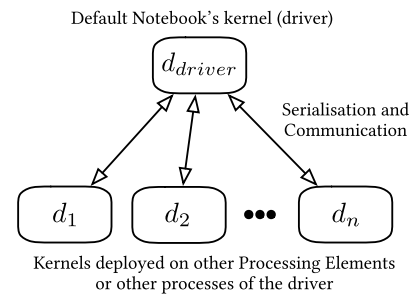 Default Notebook's kernel (driver)
d_driver
Serialisation and
Communication
d_1
d_2
•••
d_n
Kernels deployed on other Processing Elements
or other processes of the driver